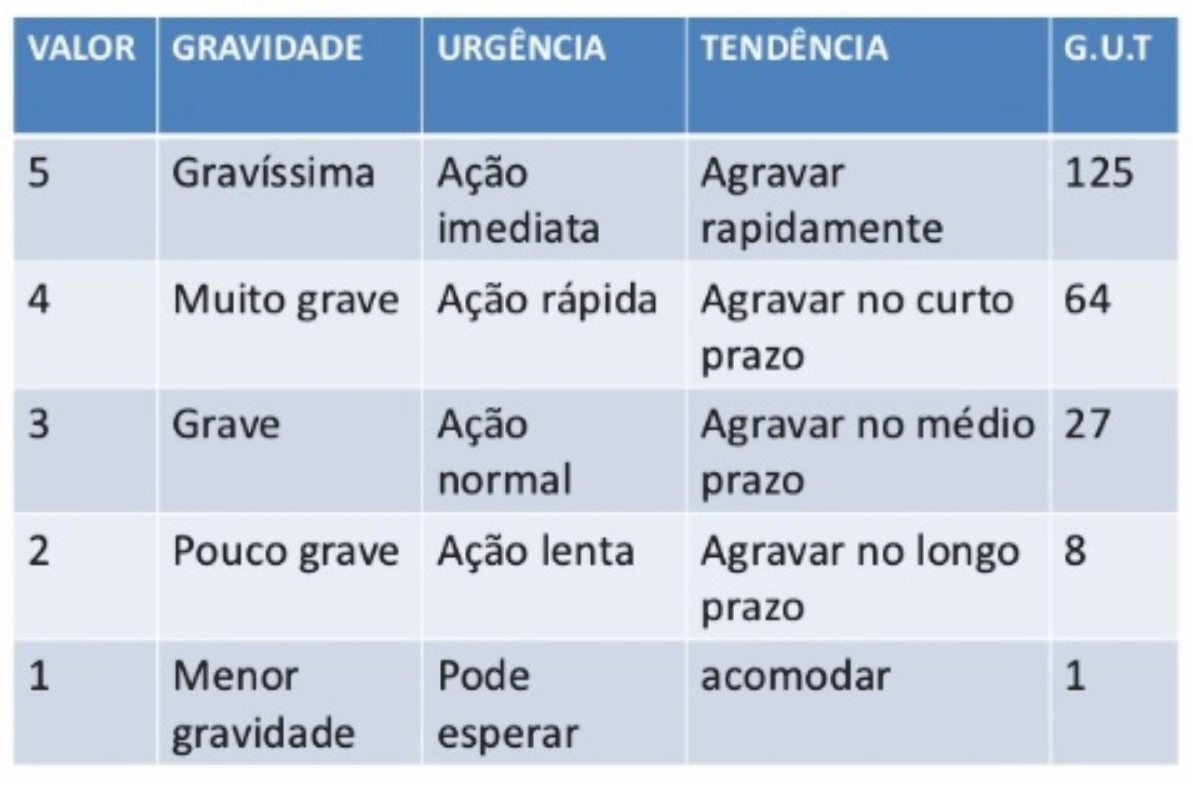 VALOR GRAVIDADE URGÊNCIA TENDÊNCIA G.U.T
5 Gravíssima Ação Agravar 125
imediata rapidamente
4 Muito grave Ação rápida Agravar no curto 64
prazo
3 Grave Ação Agravar no médio 27
normal prazo
2 Pouco grave Ação lenta Agravar no longo 8
prazo
1 Menor Pode acomodar 1
gravidade esperar